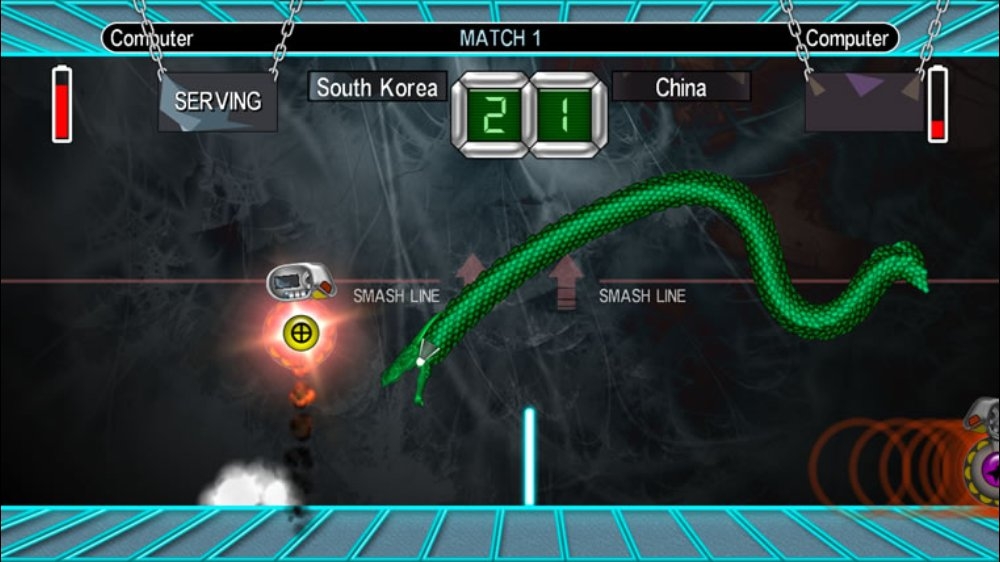 Computer
MATCH 1
Computer
SERVING
South Korea
2 1
China
SMASH LINE
SMASH LINE